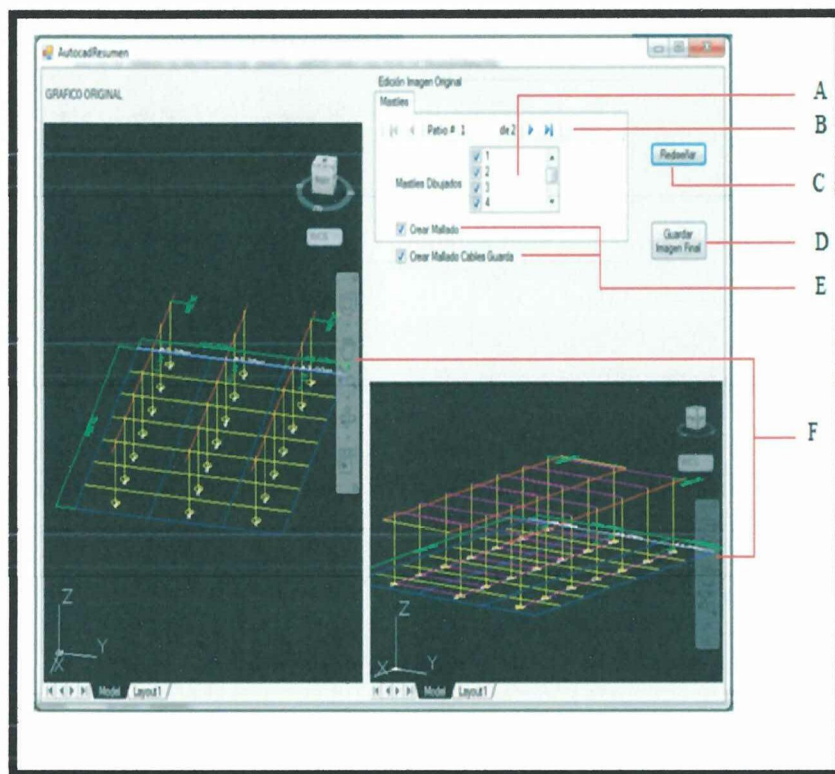 AutocadResumen
GRAFICO ORIGINAL
Edición Imagen Original
Mastiles
Patio # 1 de 2
Mastiles Dibujados
1
2
3
4
Crear Mallado
Crear Mallado Cables Guarda
Rediseñar
Guardar
Imagen Final
A
B
C
D
E
F
Z
Y
X
Model Layout1
Z
Y
X
Model Layout1